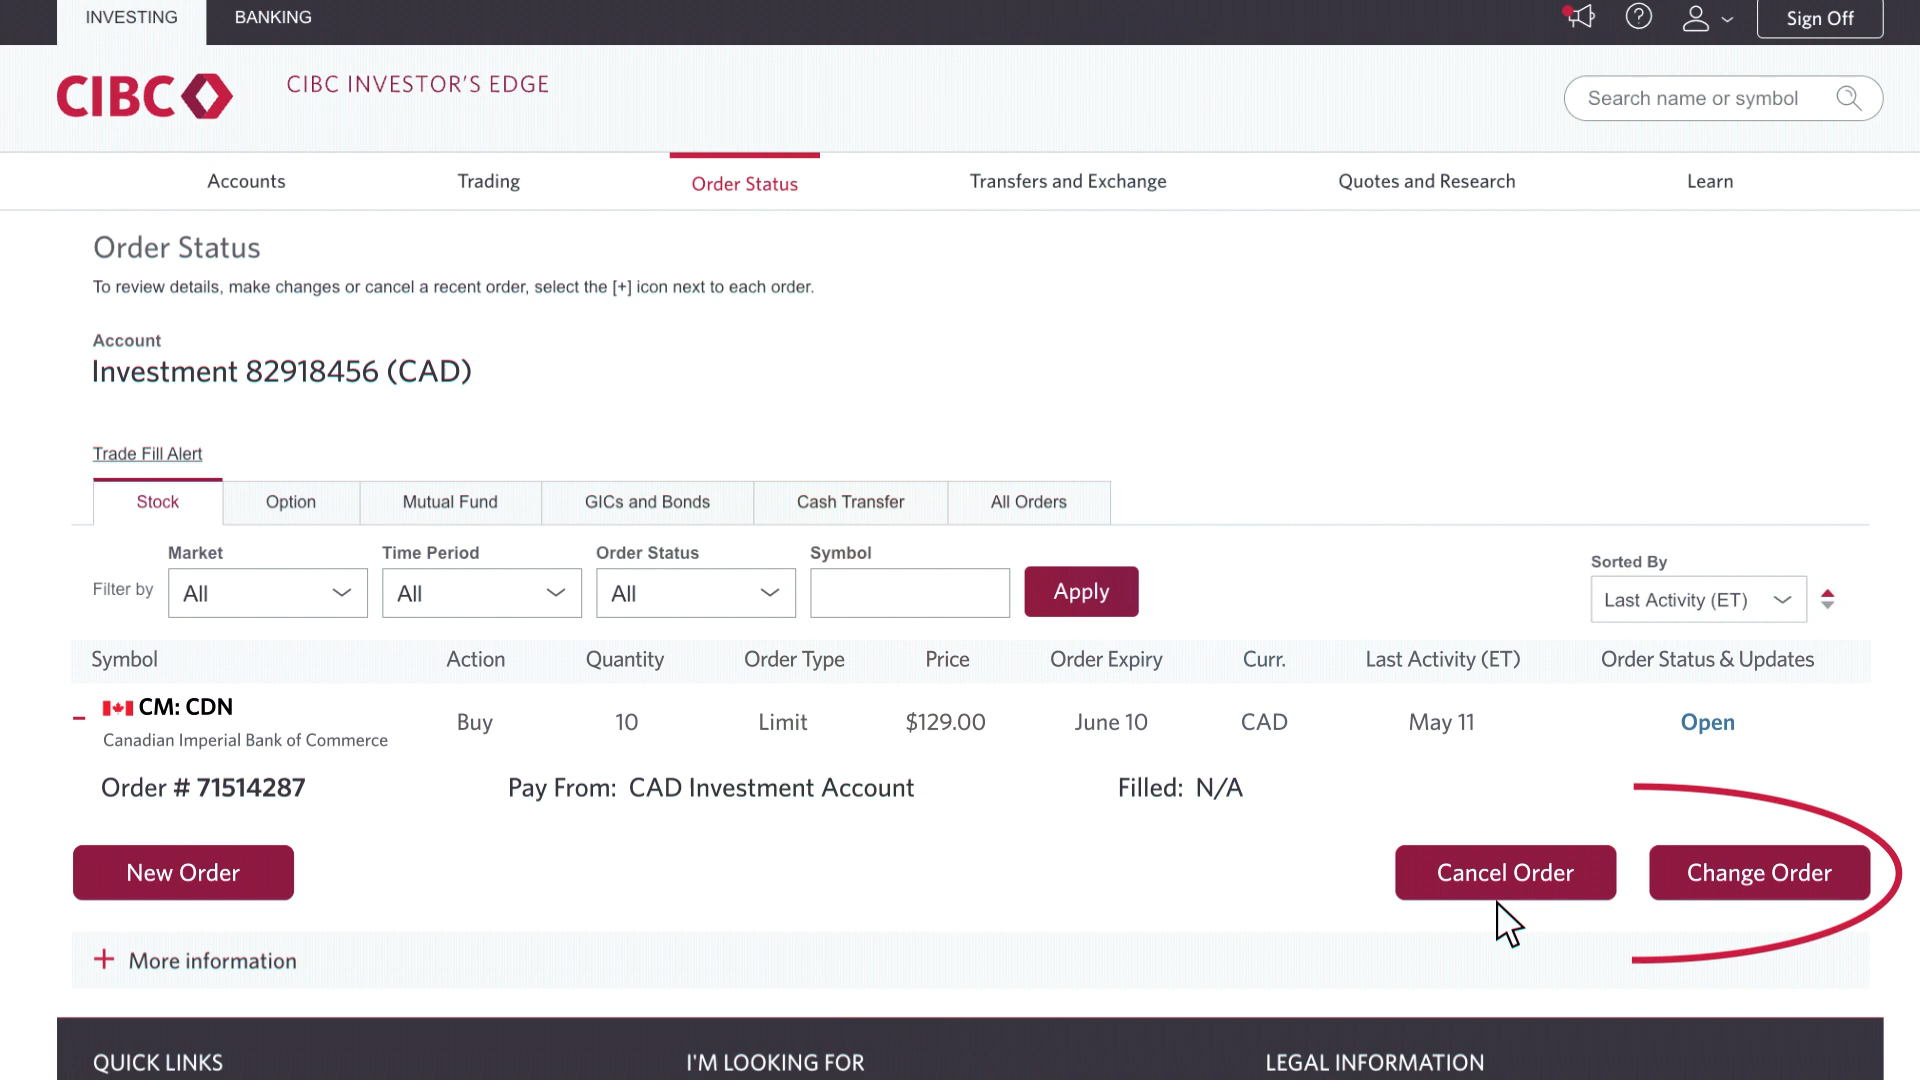 INVESTING BANKING
Sign Off
CIBC CIBC INVESTOR'S EDGE
Search name or symbol
Accounts Trading Order Status Transfers and Exchange Quotes and Research Learn
Order Status
To review details, make changes or cancel a recent order, select the [+] icon next to each order.
Account
Investment 82918456 (CAD)
Trade Fill Alert
Stock Option Mutual Fund GICs and Bonds Cash Transfer All Orders
Market Time Period Order Status Symbol
Sorted By
Filter by All All All Apply
Last Activity (ET)
Symbol Action Quantity Order Type Price Order Expiry Curr. Last Activity (ET) Order Status & Updates
CM: CDN
Buy 10 Limit $129.00 June 10 CAD May 11 Open
Canadian Imperial Bank of Commerce
Order # 71514287 Pay From: CAD Investment Account Filled: N/A
New Order Cancel Order Change Order
+ More information
QUICK LINKS I'M LOOKING FOR LEGAL INFORMATION